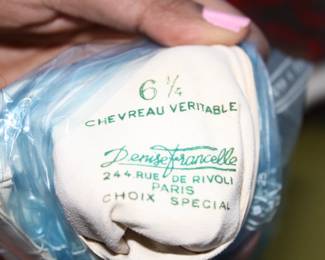 6 1/4
CHEVREAU VERITABLE
Denise Francelle
244. RUE DE RIVOLI
PARIS
CHOIX SPECIAL